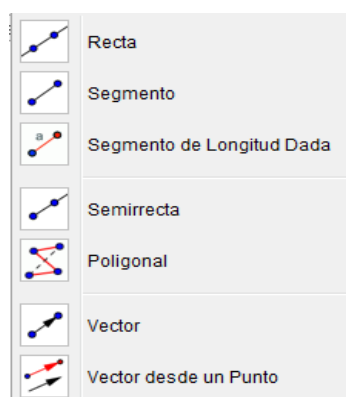 Recta
Segmento
a
Segmento de Longitud Dada
Semirrecta
Poligonal
Vector
Vector desde un Punto